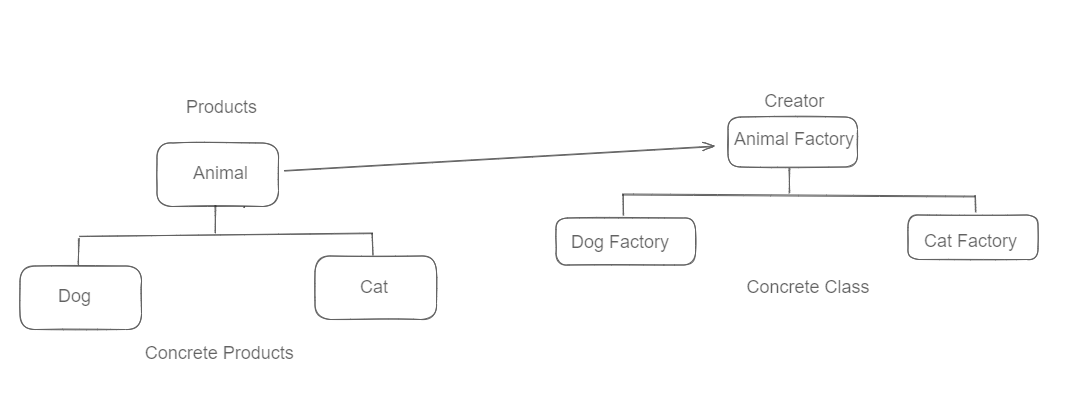 Products
Animal
Dog
Cat
Concrete Products
Creator
Animal Factory
Dog Factory
Cat Factory
Concrete Class